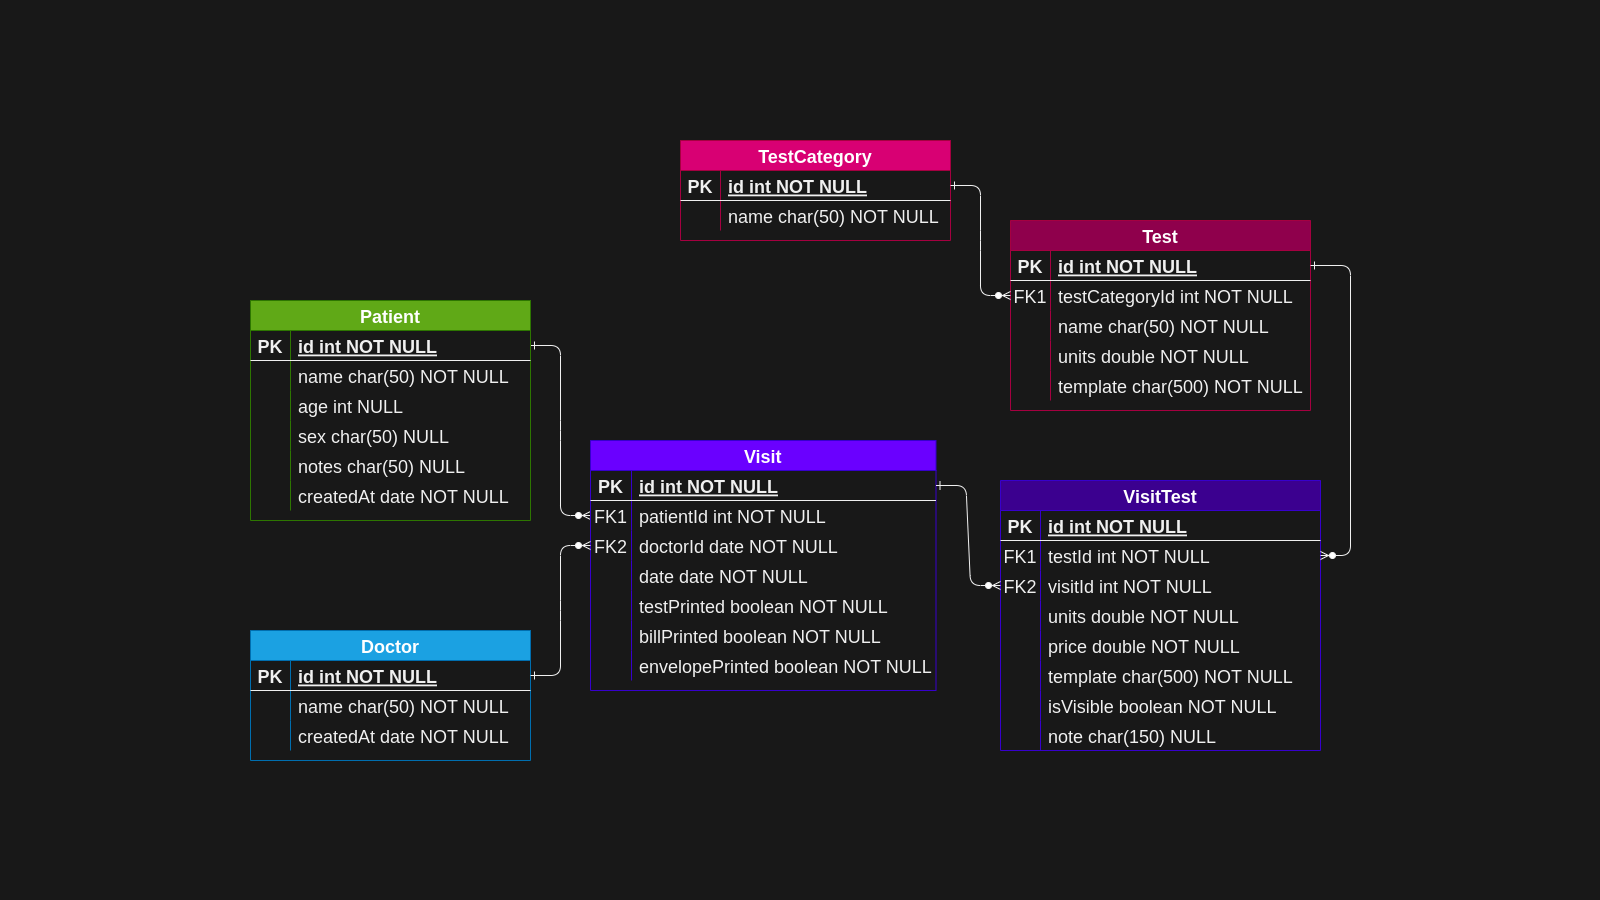 TestCategory
PK id int NOT NULL
name char(50) NOT NULL
Test
PK id int NOT NULL
FK1 testCategoryId int NOT NULL
name char(50) NOT NULL
units double NOT NULL
template char(500) NOT NULL
Patient
PK id int NOT NULL
name char(50) NOT NULL
age int NULL
sex char(50) NULL
notes char(50) NULL
createdAt date NOT NULL
Visit
PK id int NOT NULL
FK1 patientId int NOT NULL
FK2 doctorId date NOT NULL
date date NOT NULL
testPrinted boolean NOT NULL
billPrinted boolean NOT NULL
envelopePrinted boolean NOT NULL
VisitTest
PK id int NOT NULL
FK1 testId int NOT NULL
FK2 visitId int NOT NULL
units double NOT NULL
price double NOT NULL
template char(500) NOT NULL
isVisible boolean NOT NULL
note char(150) NULL
Doctor
PK id int NOT NULL
name char(50) NOT NULL
createdAt date NOT NULL